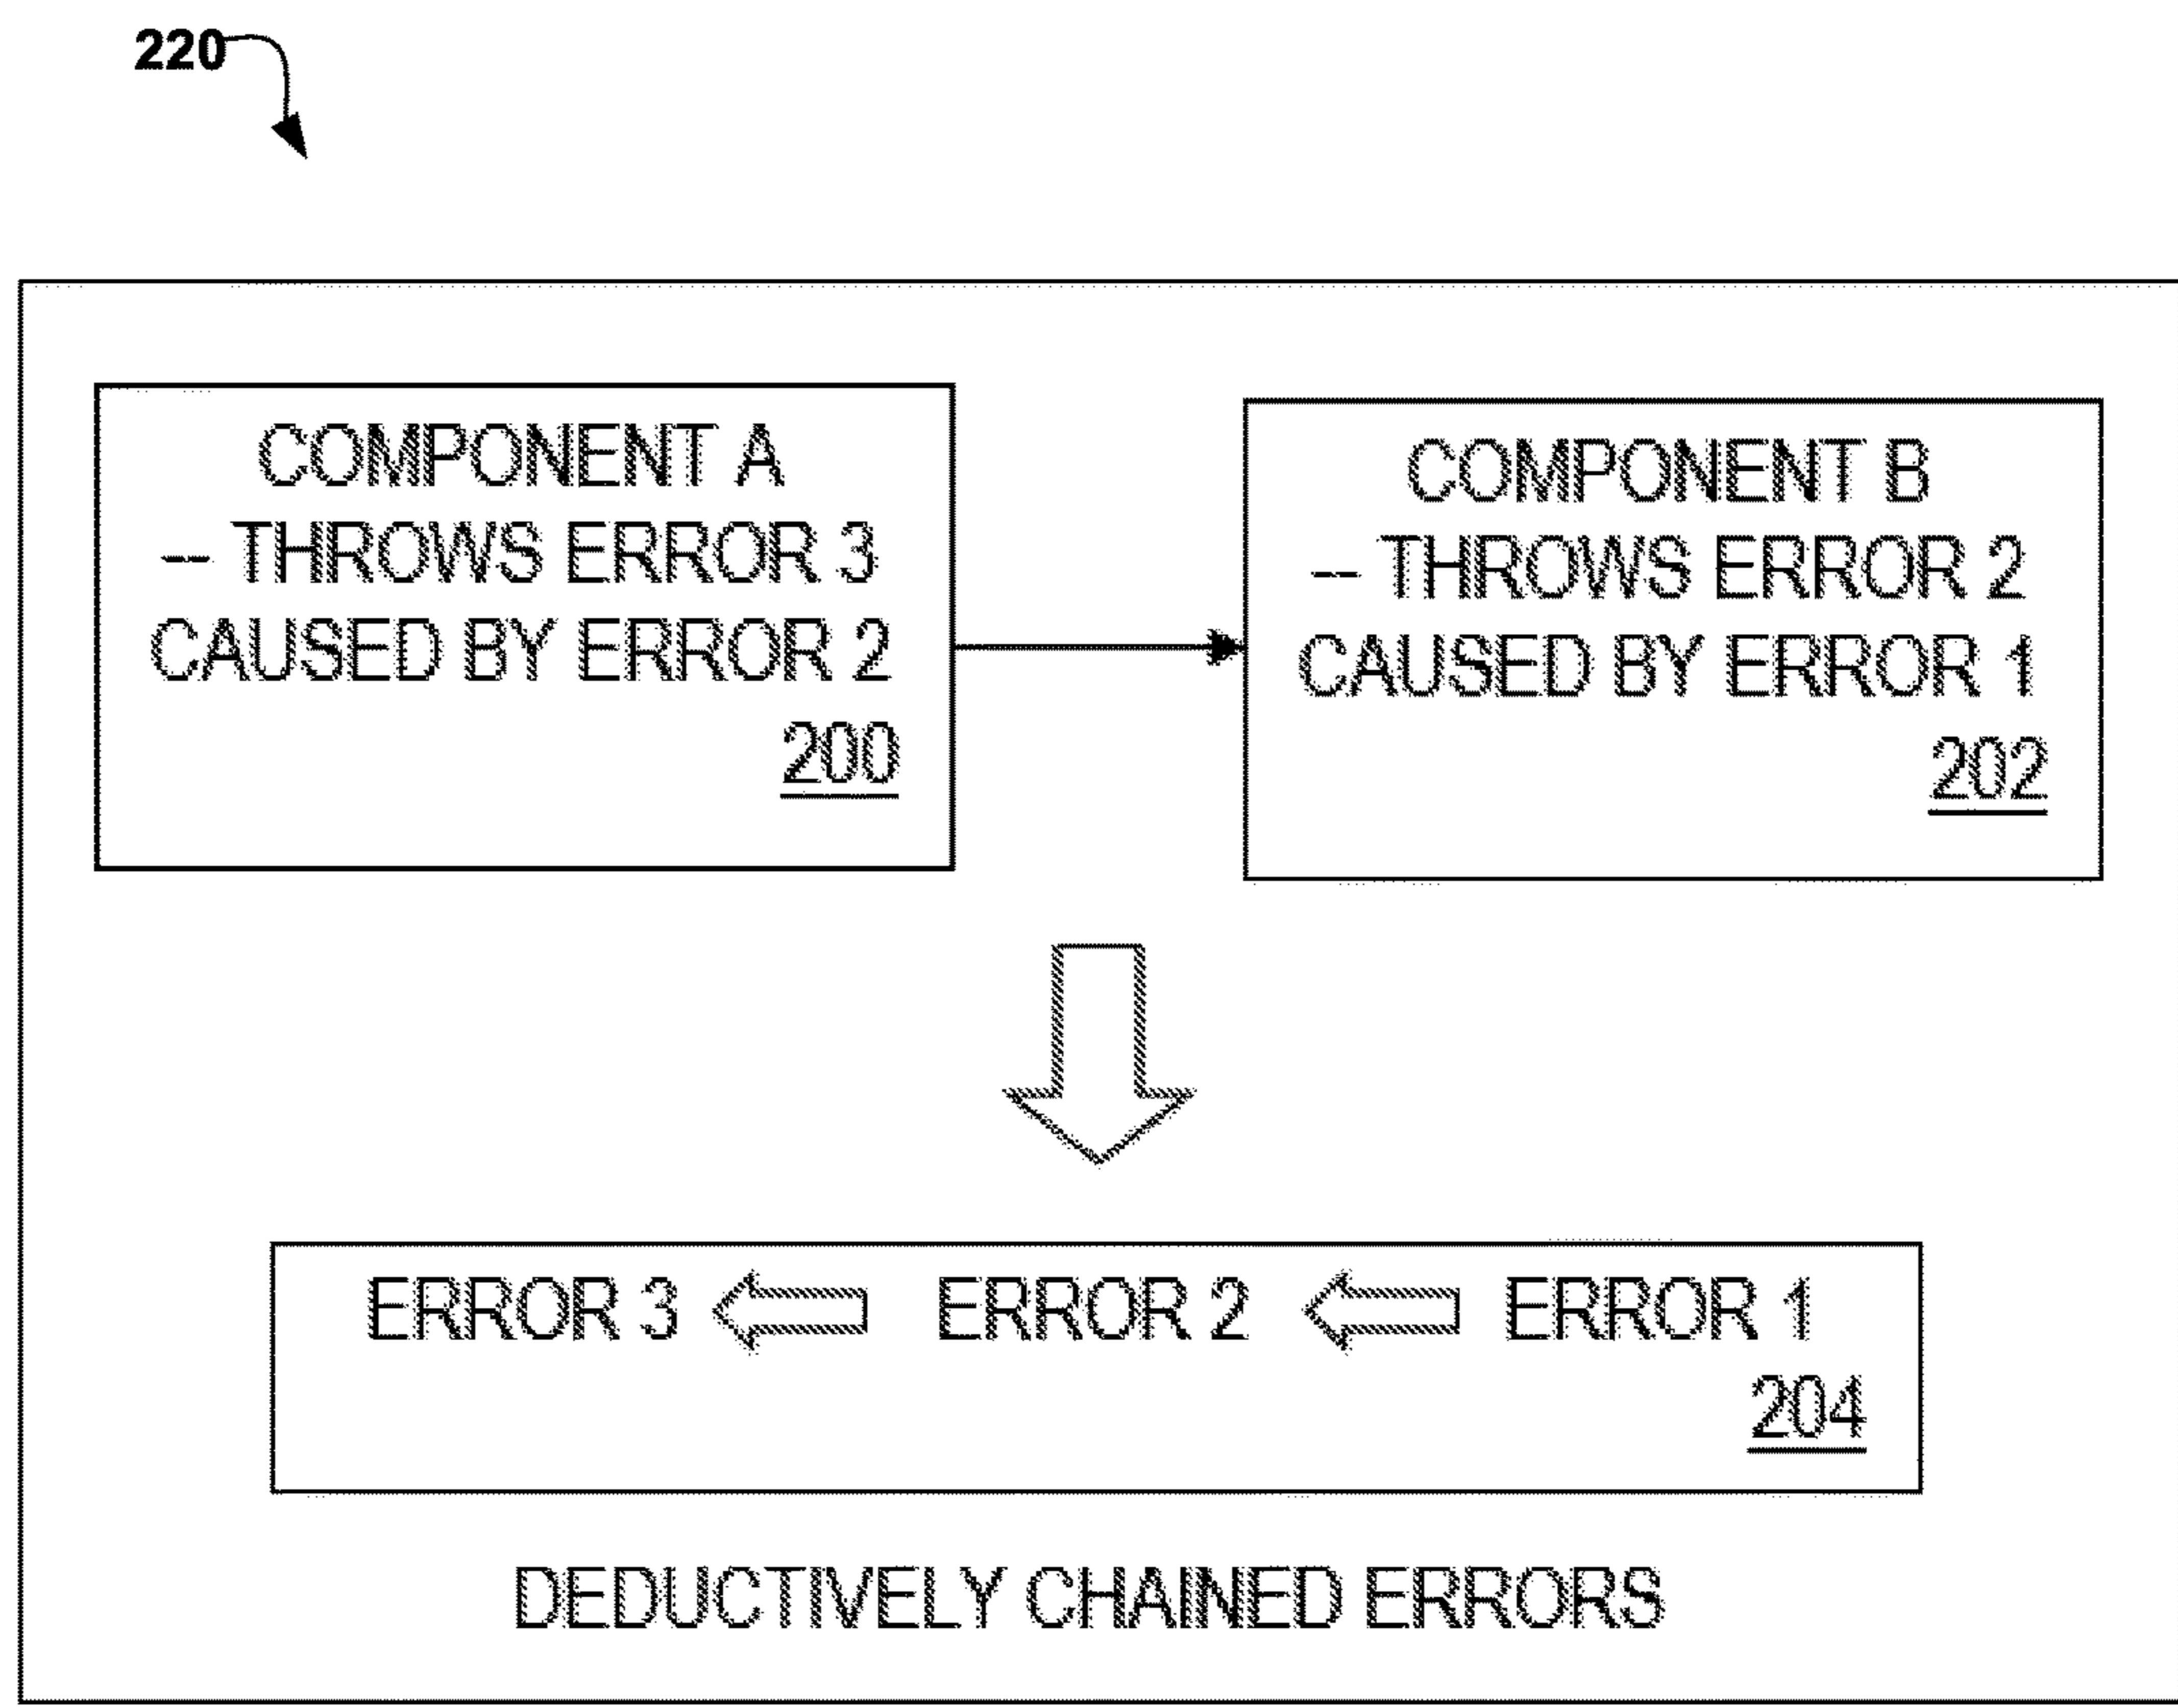 220
COMPONENT A
-- THROWS ERROR 3
CAUSED BY ERROR 2
200
COMPONENT B
-- THROWS ERROR 2
CAUSED BY ERROR 1
202
ERROR 3 ERROR 2 ERROR 1
204
DEDUCTIVELY CHAINED ERRORS